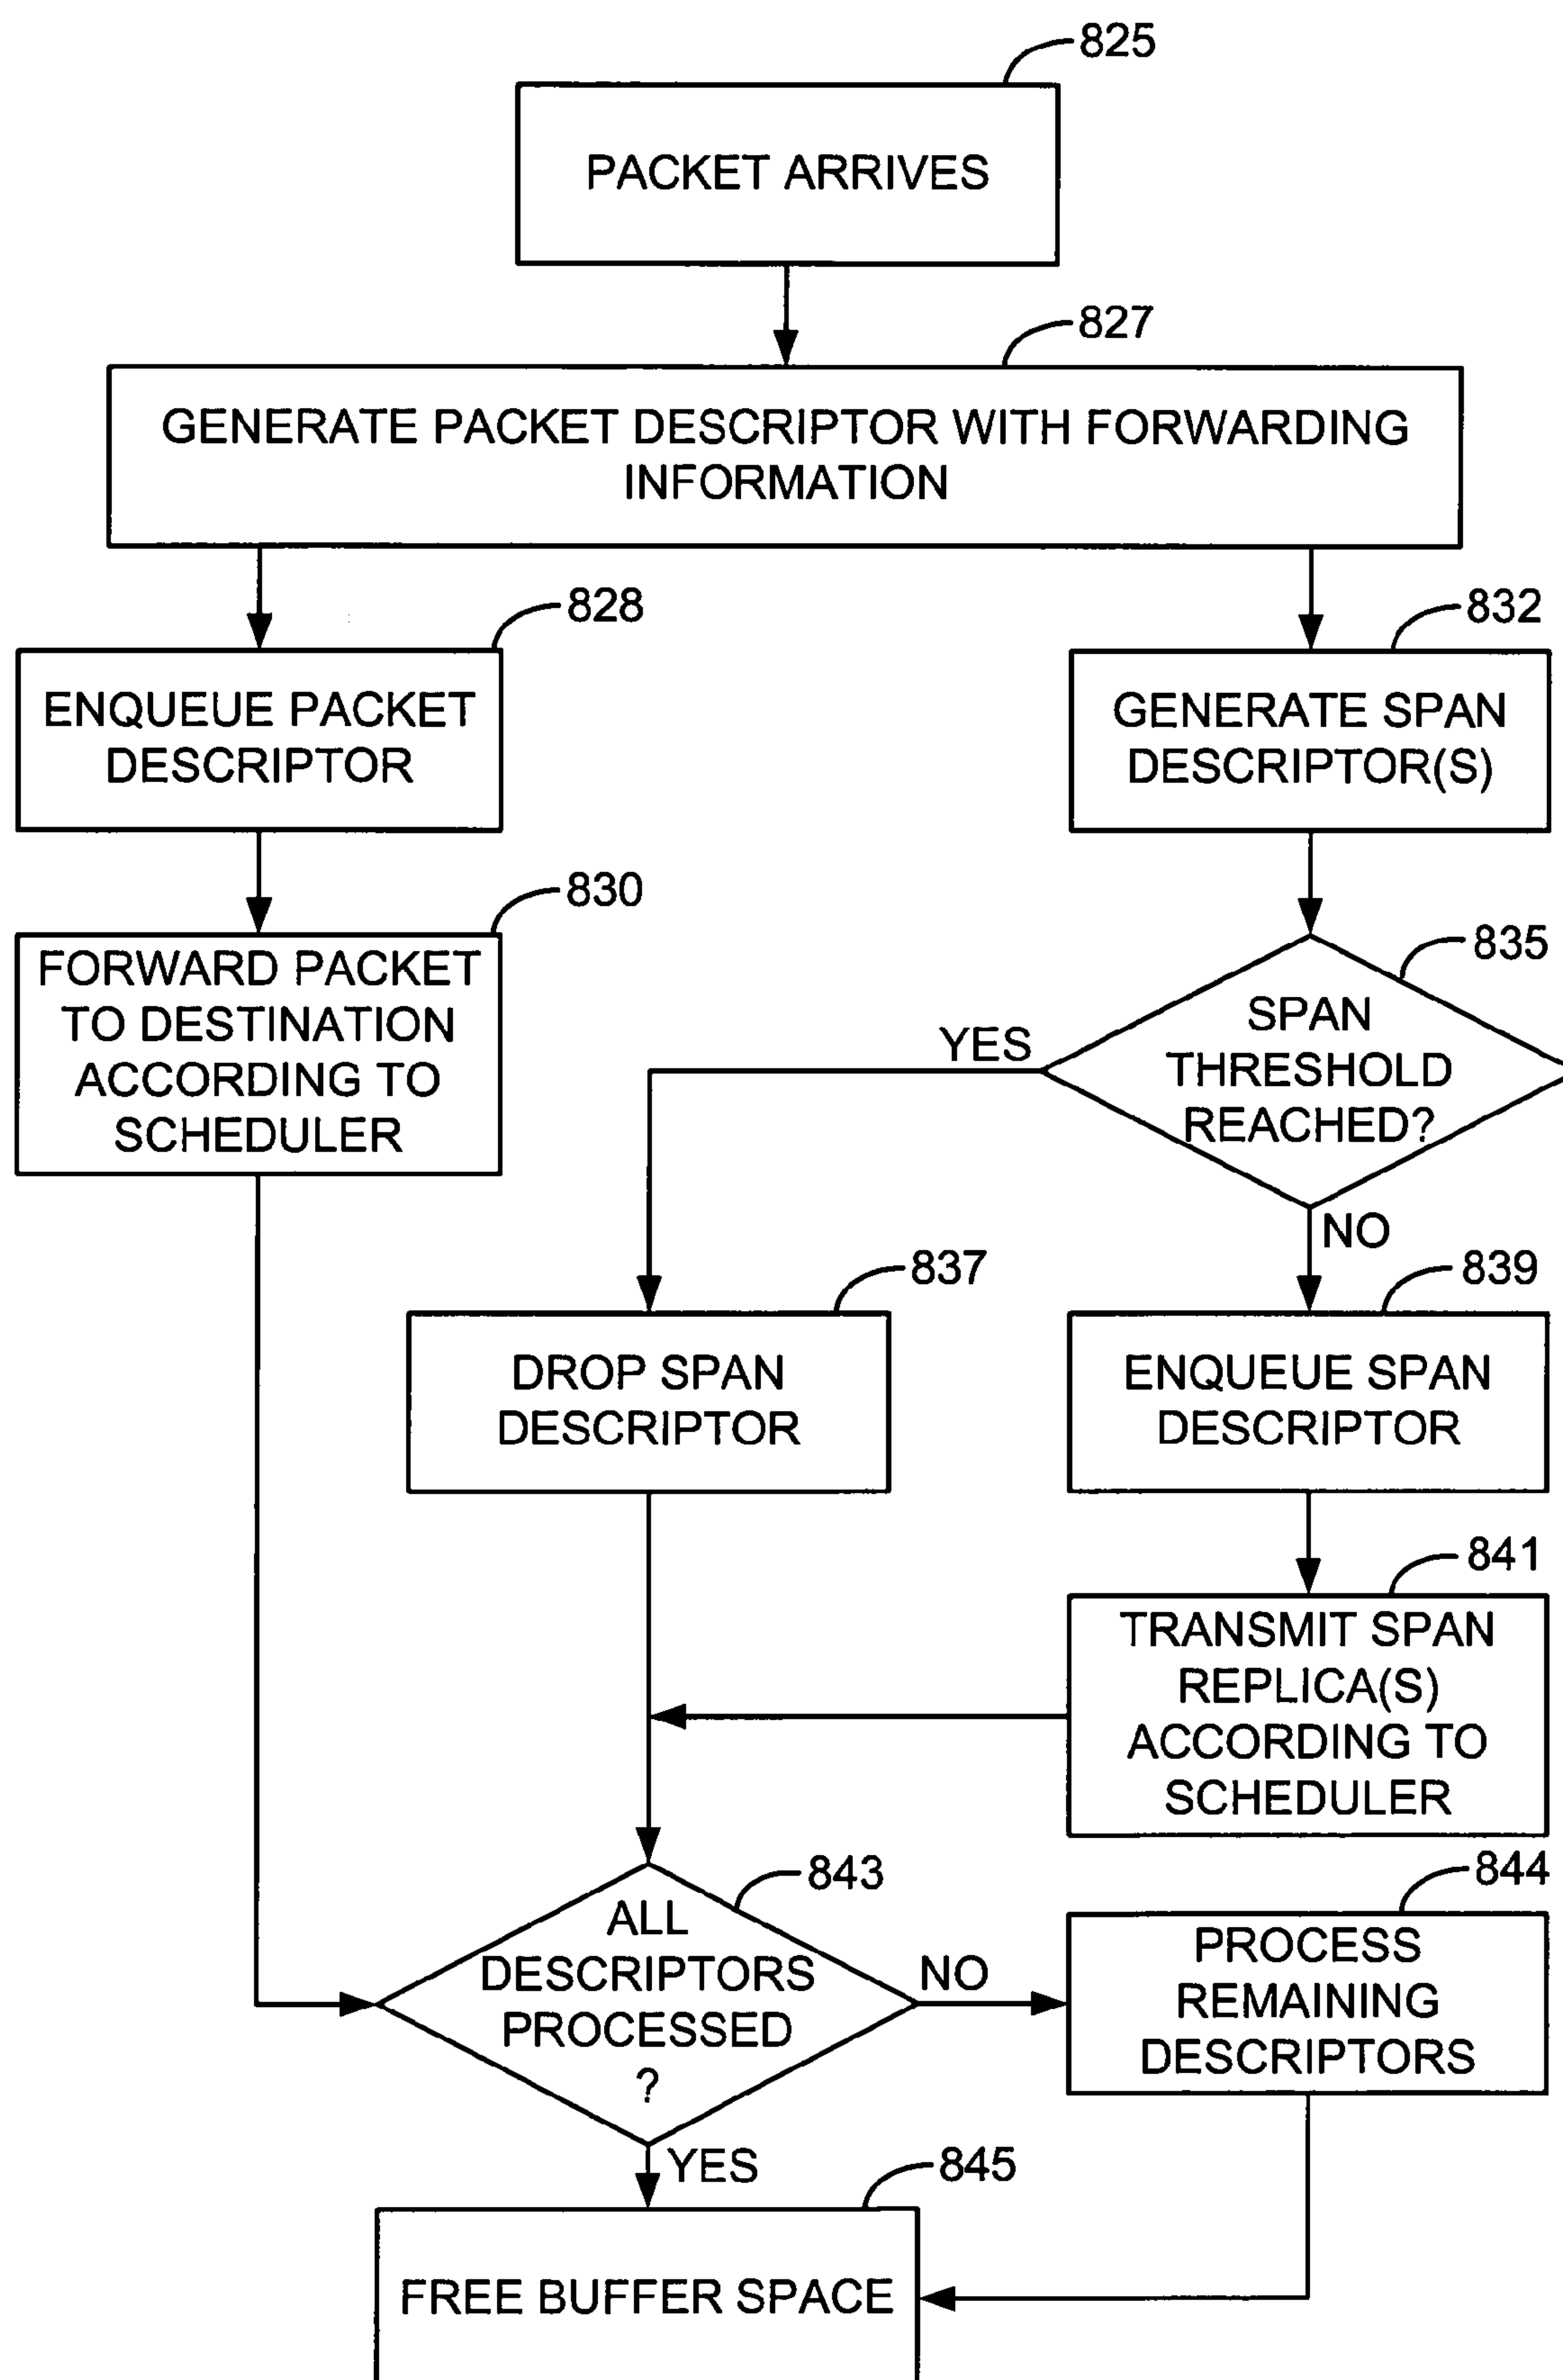 825
PACKET ARRIVES
827
GENERATE PACKET DESCRIPTOR WITH FORWARDING
INFORMATION
828
ENQUEUE PACKET
DESCRIPTOR
832
GENERATE SPAN
DESCRIPTOR(S)
830
FORWARD PACKET
TO DESTINATION
ACCORDING TO
SCHEDULER
835
SPAN
THRESHOLD
REACHED?
YES
NO
837
DROP SPAN
DESCRIPTOR
839
ENQUEUE SPAN
DESCRIPTOR
841
TRANSMIT SPAN
REPLICA(S)
ACCORDING TO
SCHEDULER
843
ALL
DESCRIPTORS
PROCESSED
?
NO
844
PROCESS
REMAINING
DESCRIPTORS
YES
845
FREE BUFFER SPACE